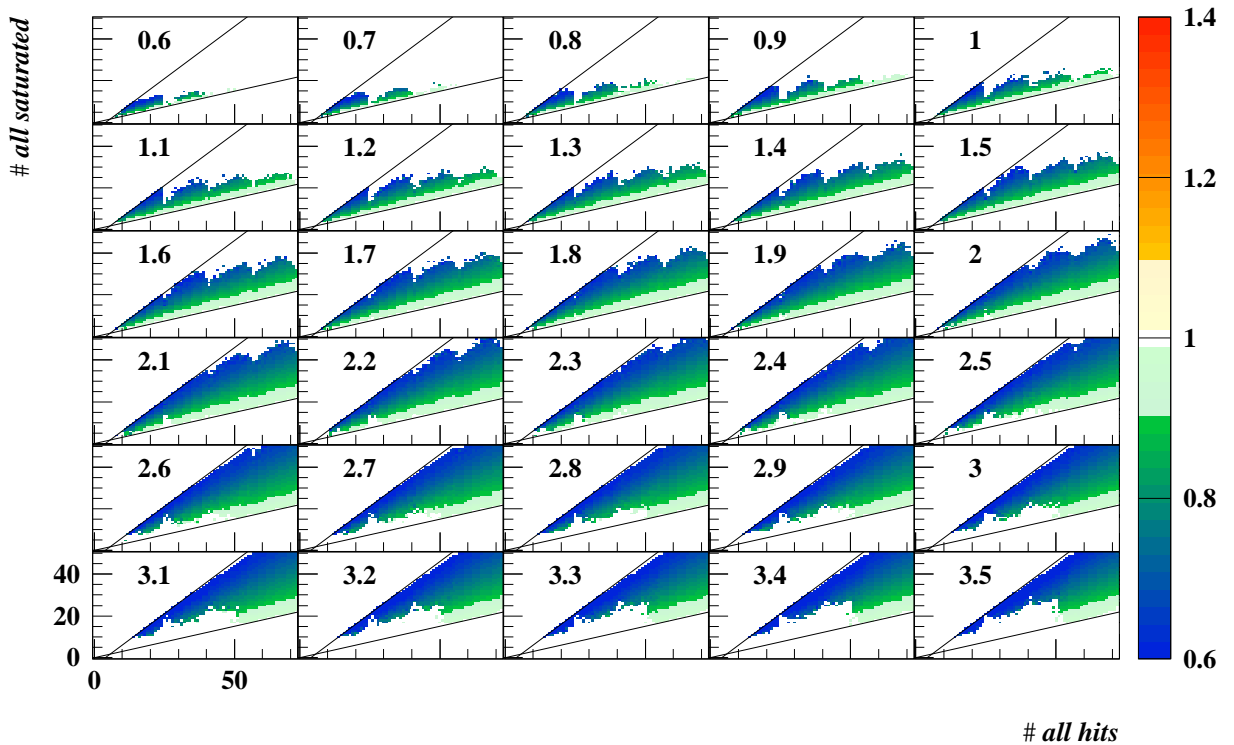 # all saturated
0.6 0.7 0.8 0.9 1
1.1 1.2 1.3 1.4 1.5
1.6 1.7 1.8 1.9 2
2.1 2.2 2.3 2.4 2.5
2.6 2.7 2.8 2.9 3
3.1 3.2 3.3 3.4 3.5
40
20
0
0 50
1.4
1.2
1
0.8
0.6
# all hits